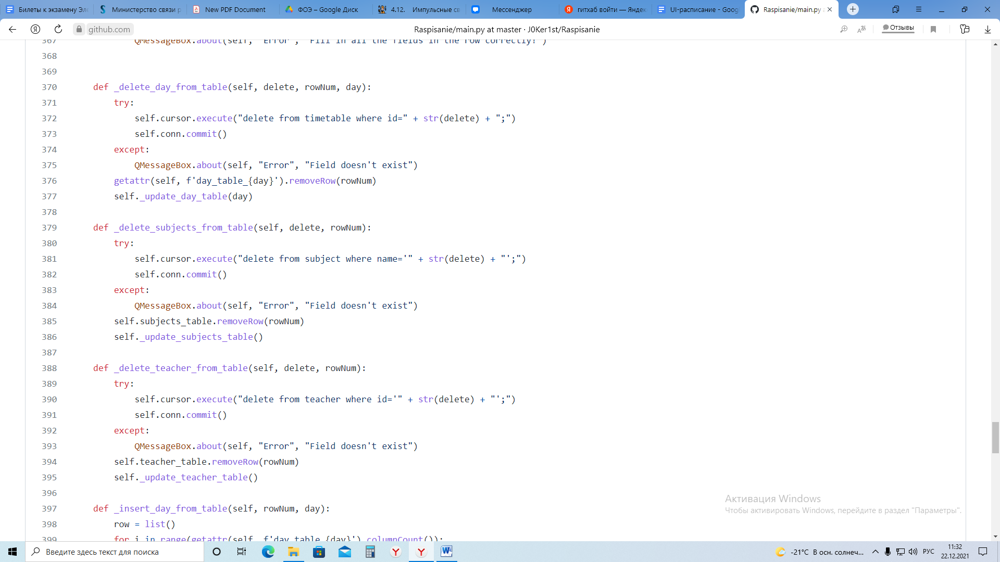 Билеты к экзамену Эле
Министерство связи р
New PDF Document
ФОЭ – Google Диск
4.12. Импульсные св
Мессенджер
гитхаб войти — Яндекс
UI-расписание - Goog
Raspisanie/main.py a
github.com
Raspisanie/main.py at master · J0Ker1st/Raspisanie
Отзывы
367 QMessageBox.about(self, "Error", "Fill in all the fields in the row correctly!")
368
369
370 def _delete_day_from_table(self, delete, rowNum, day):
371 try:
372 self.cursor.execute("delete from timetable where id=" + str(delete) + ";")
373 self.conn.commit()
374 except:
375 QMessageBox.about(self, "Error", "Field doesn't exist")
376 getattr(self, f'day_table_{day}').removeRow(rowNum)
377 self._update_day_table(day)
378
379 def _delete_subjects_from_table(self, delete, rowNum):
380 try:
381 self.cursor.execute("delete from subject where name='" + str(delete) + "';")
382 self.conn.commit()
383 except:
384 QMessageBox.about(self, "Error", "Field doesn't exist")
385 self.subjects_table.removeRow(rowNum)
386 self._update_subjects_table()
387
388 def _delete_teacher_from_table(self, delete, rowNum):
389 try:
390 self.cursor.execute("delete from teacher where id='" + str(delete) + "';")
391 self.conn.commit()
392 except:
393 QMessageBox.about(self, "Error", "Field doesn't exist")
394 self.teacher_table.removeRow(rowNum)
395 self._update_teacher_table()
396
397 def _insert_day_from_table(self, rowNum, day):
398 row = list()
399 for i in range(getattr(self, f'day_table_{day}').columnCount()):
Активация Windows
Чтобы активировать Windows, перейдите в раздел "Параметры".
Введите здесь текст для поиска
-21°C В осн. солнеч...
РУС
11:32
22.12.2021